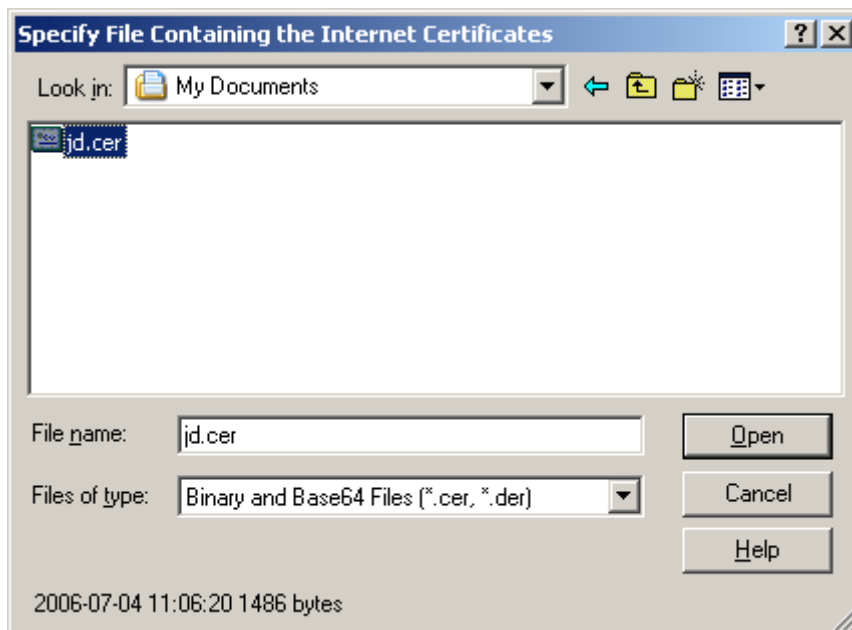 Specify File Containing the Internet Certificates
Look in: My Documents
jd.cer
File name: jd.cer Open
Files of type: Binary and Base64 Files (*.cer, *.der) Cancel
Help
2006-07-04 11:06:20 1486 bytes